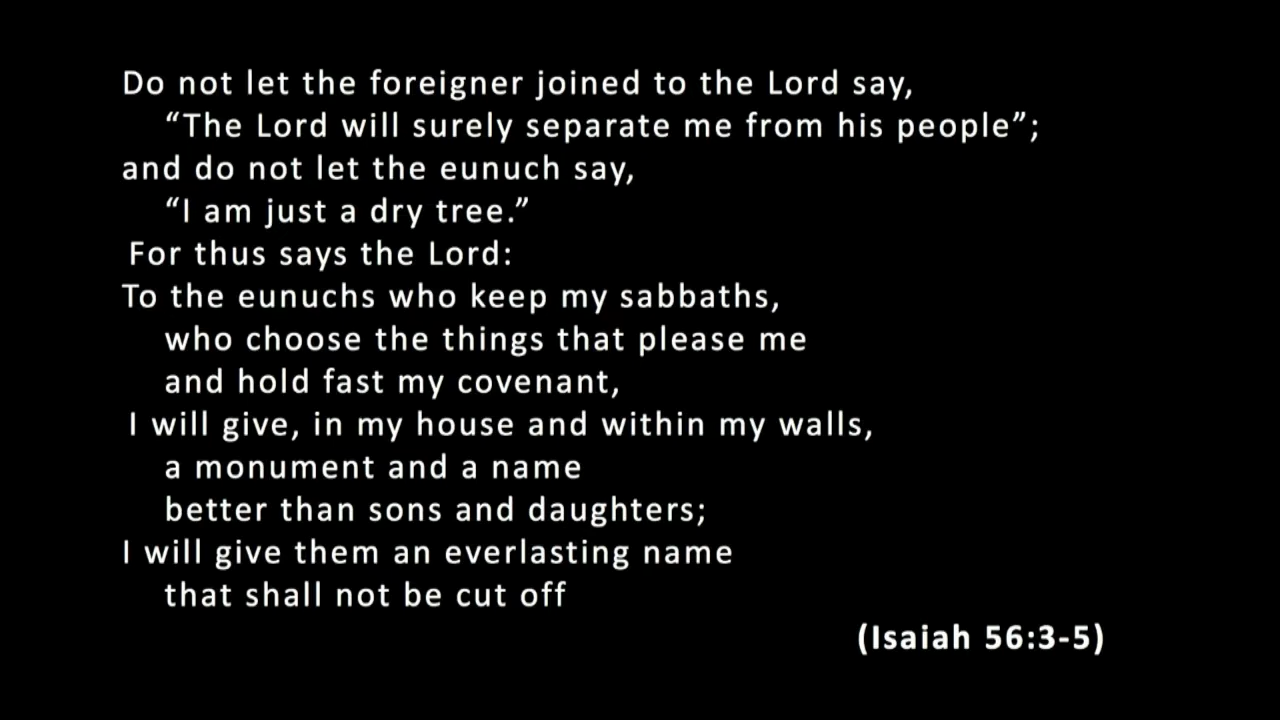 Do not let the foreigner joined to the Lord say,
“The Lord will surely separate me from his people”;
and do not let the eunuch say,
“I am just a dry tree.”
For thus says the Lord:
To the eunuchs who keep my sabbaths,
who choose the things that please me
and hold fast my covenant,
I will give, in my house and within my walls,
a monument and a name
better than sons and daughters;
I will give them an everlasting name
that shall not be cut off
(Isaiah 56:3-5)